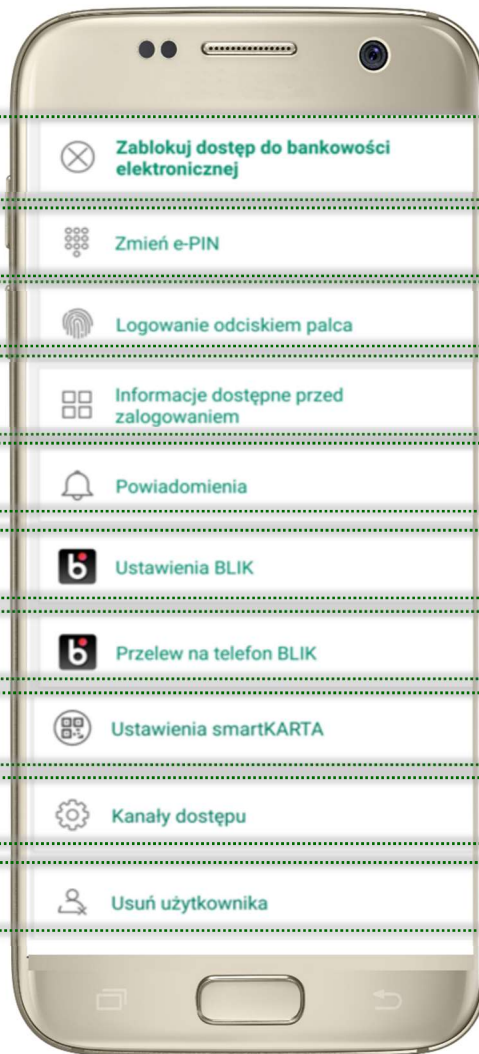 Zablokuj dostęp do bankowości
elektronicznej
Zmień e-PIN
Logowanie odciskiem palca
Informacje dostępne przed
zalogowaniem
Powiadomienia
Ustawienia BLIK
Przelew na telefon BLIK
Ustawienia smartKARTA
Kanały dostępu
Usuń użytkownika